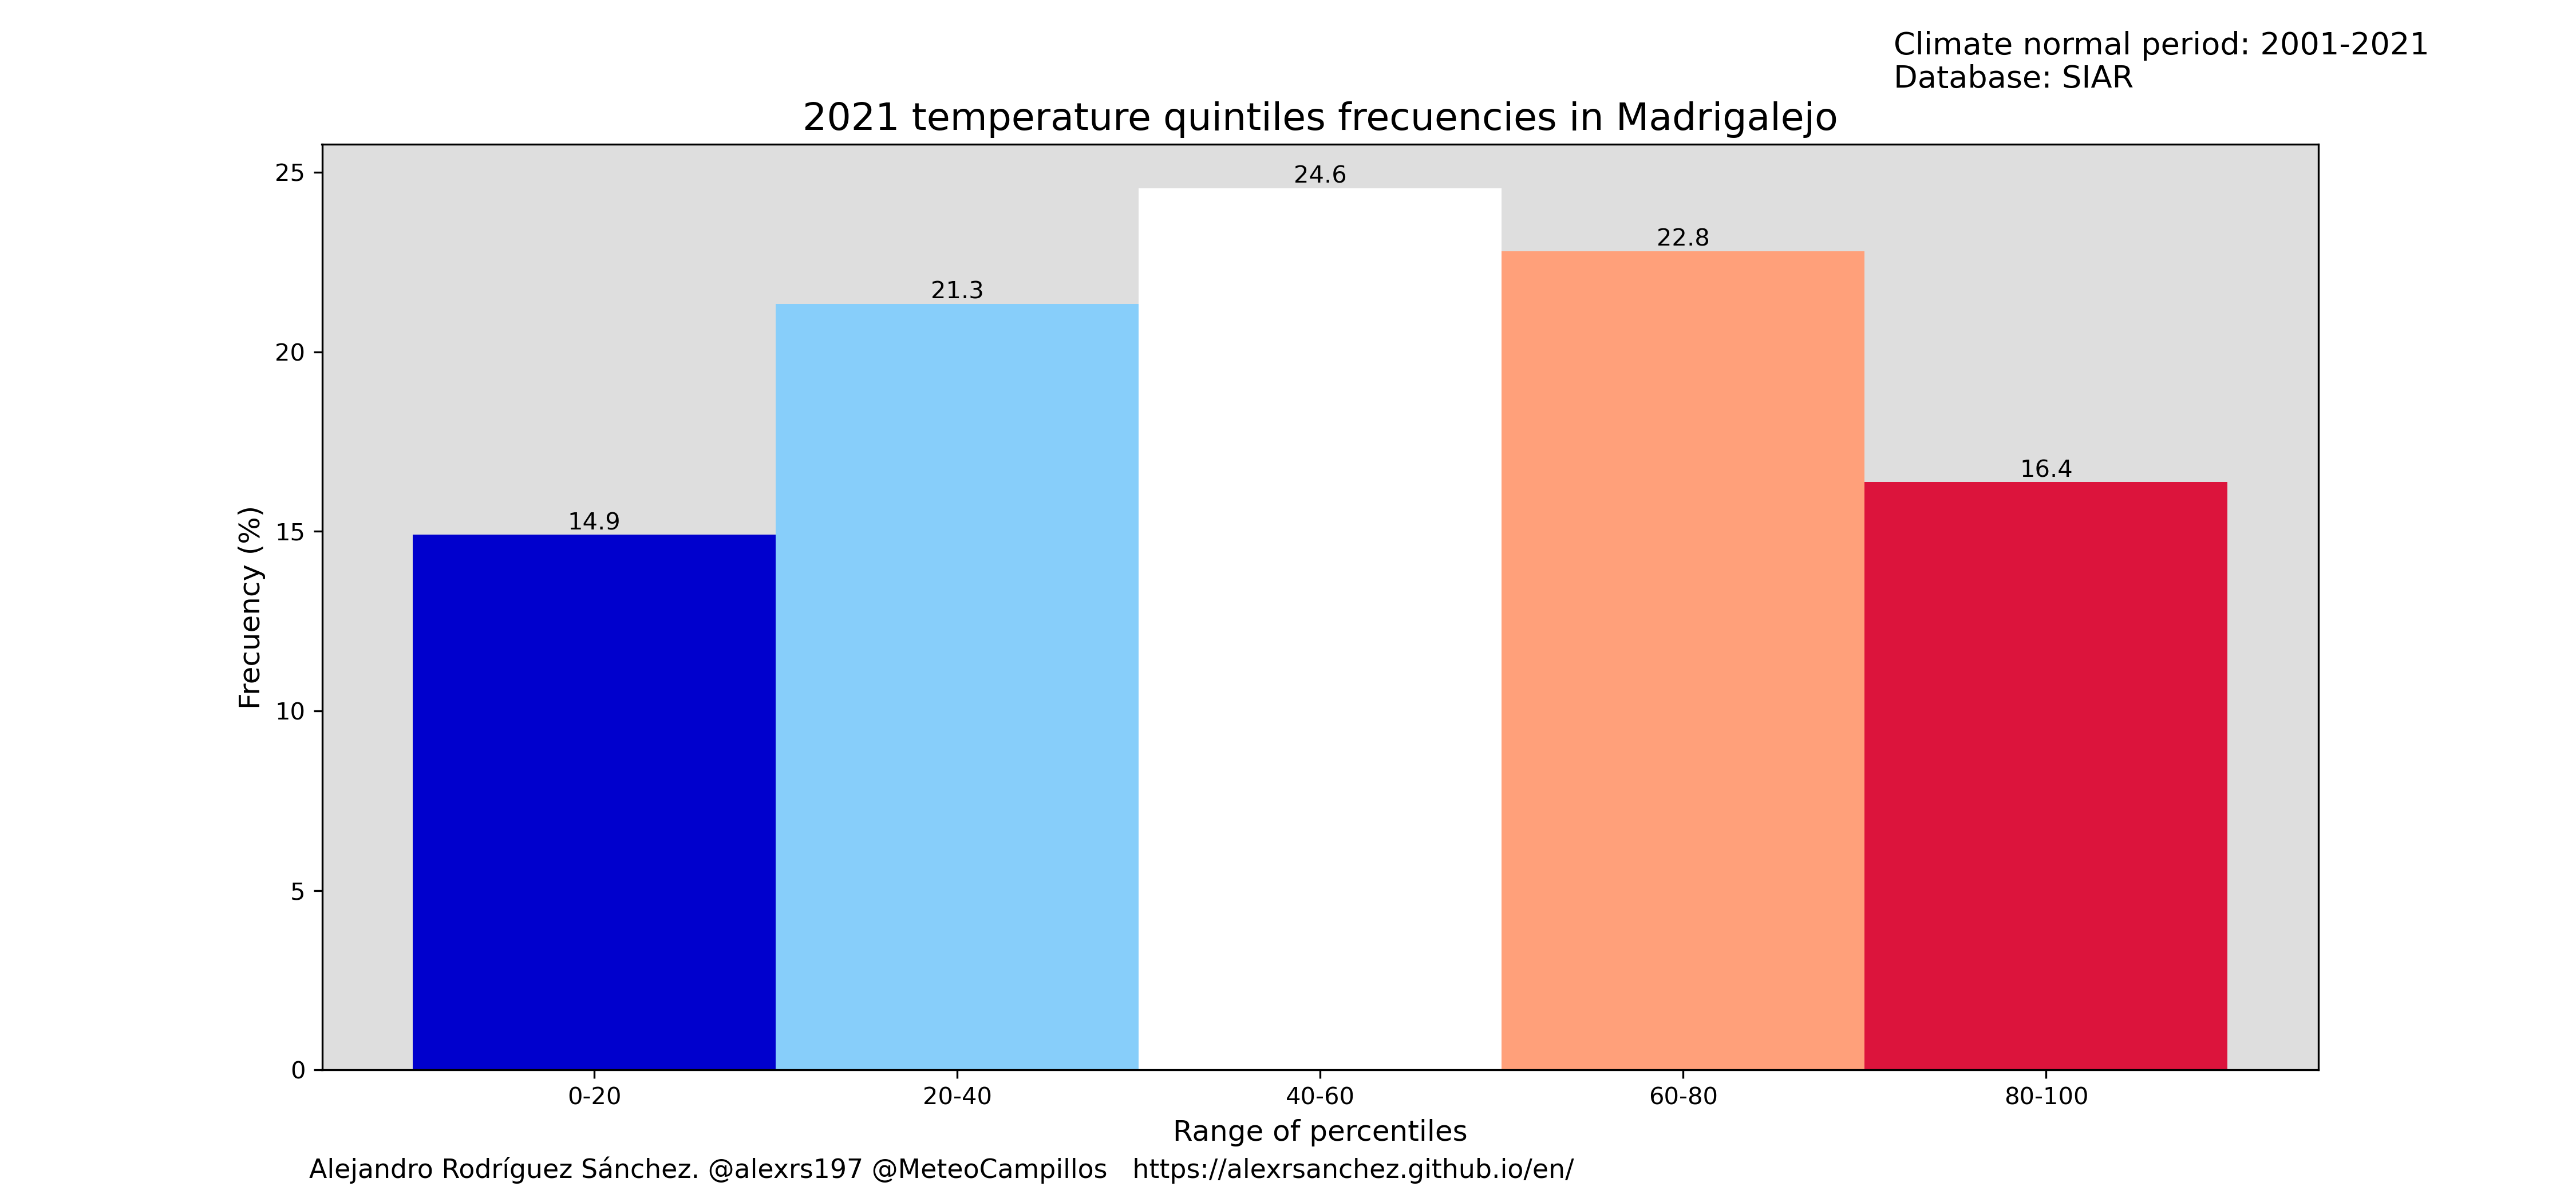 Climate normal period: 2001-2021
Database: SIAR
2021 temperature quintiles frecuencies in Madrigalejo
25
20
15
10
5
0
Frecuency (%)
14.9
21.3
24.6
22.8
16.4
0-20
20-40
40-60
60-80
80-100
Range of percentiles
Alejandro Rodríguez Sánchez. @alexrs197 @MeteoCampillos https://alexrsanchez.github.io/en/